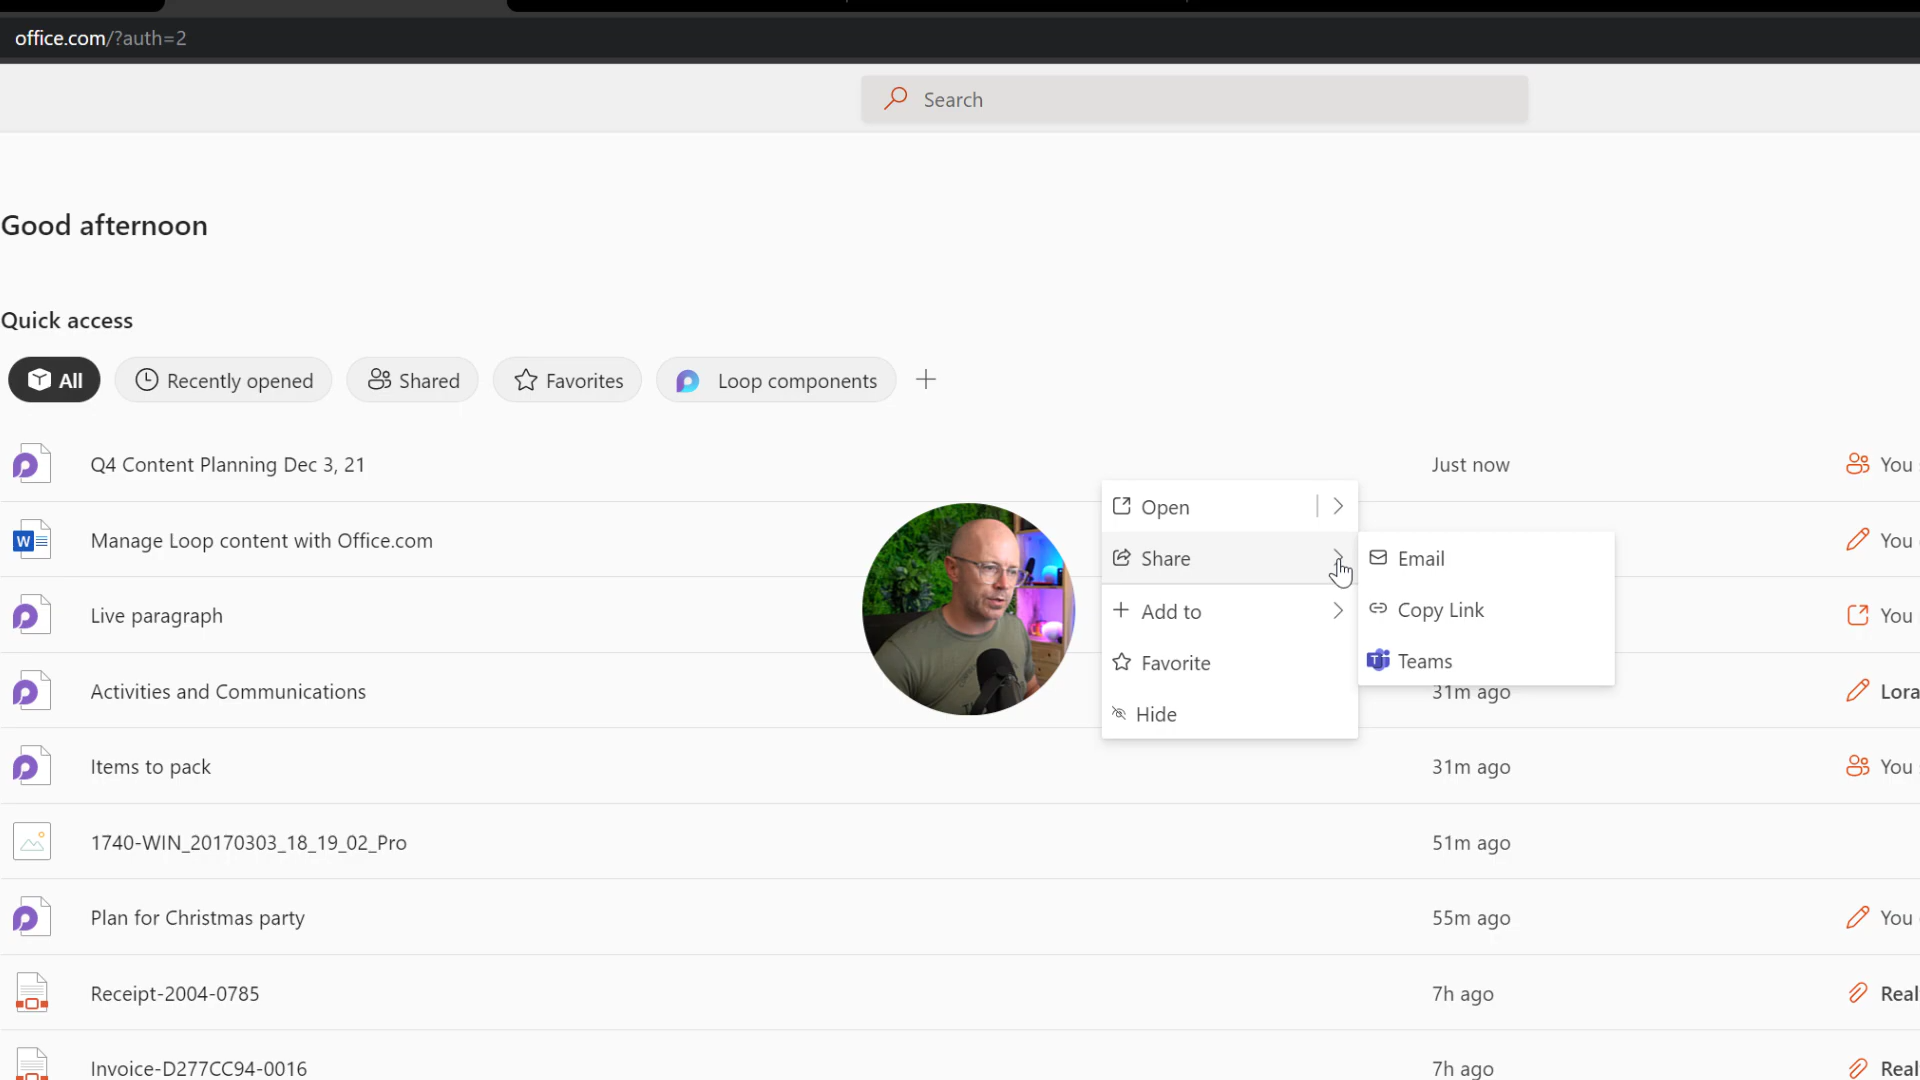 office.com/?auth=2
Search
Good afternoon
Quick access
All
Recently opened
Shared
Favorites
Loop components
Q4 Content Planning Dec 3, 21
Just now
You
Open
Manage Loop content with Office.com
You
Share
Email
Add to
Copy Link
Live paragraph
You
Favorite
Teams
Activities and Communications
31m ago
Lora
Hide
Items to pack
31m ago
You
1740-WIN_20170303_18_19_02_Pro
51m ago
Plan for Christmas party
55m ago
You
Receipt-2004-0785
7h ago
Real
Invoice-D277CC94-0016
7h ago
Real